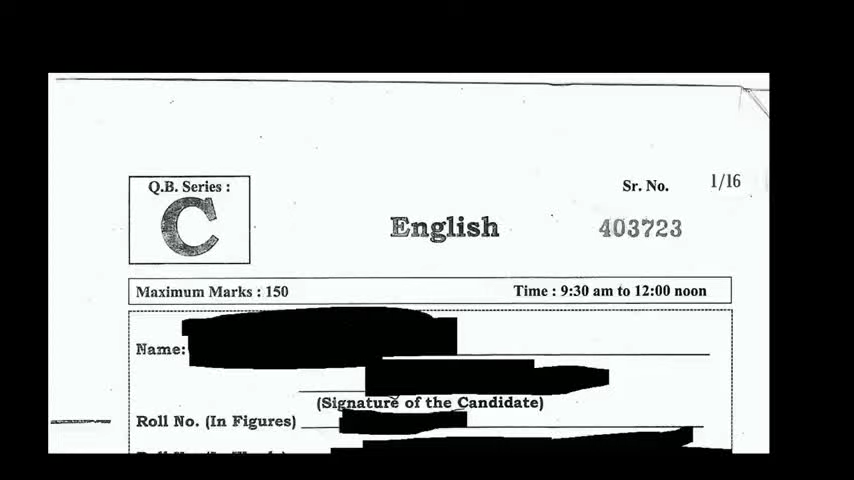 Q.B. Series :
C
English
Sr. No.
1/16
403723
Maximum Marks : 150
Time : 9:30 am to 12:00 noon
Name:
(Signature of the Candidate)
Roll No. (In Figures)